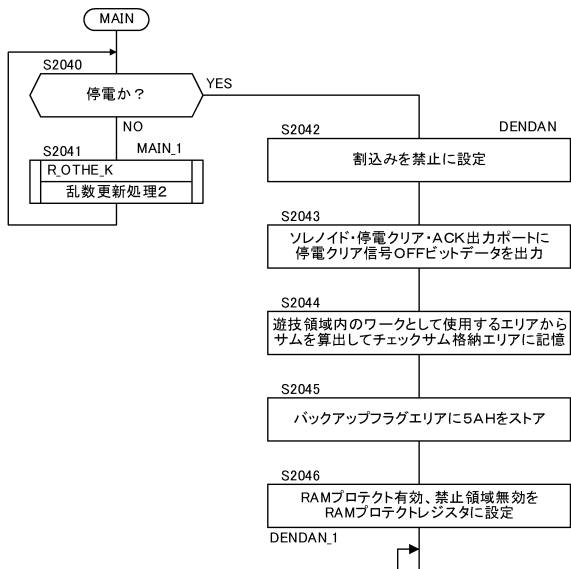 MAIN
S2040
停電か？
YES
NO
S2041
MAIN_1
R_OTHE_K
乱数更新処理２
S2042
DENDAN
割込みを禁止に設定
S2043
ソレノイド・停電クリア・ACK出力ポートに
停電クリア信号OFFビットデータを出力
S2044
遊技領域内のワークとして使用するエリアから
サムを算出してチェックサム格納エリアに記憶
S2045
バックアップフラグエリアに５AHをストア
S2046
RAMプロテクト有効、禁止領域無効を
RAMプロテクトレジスタに設定
DENDAN_1